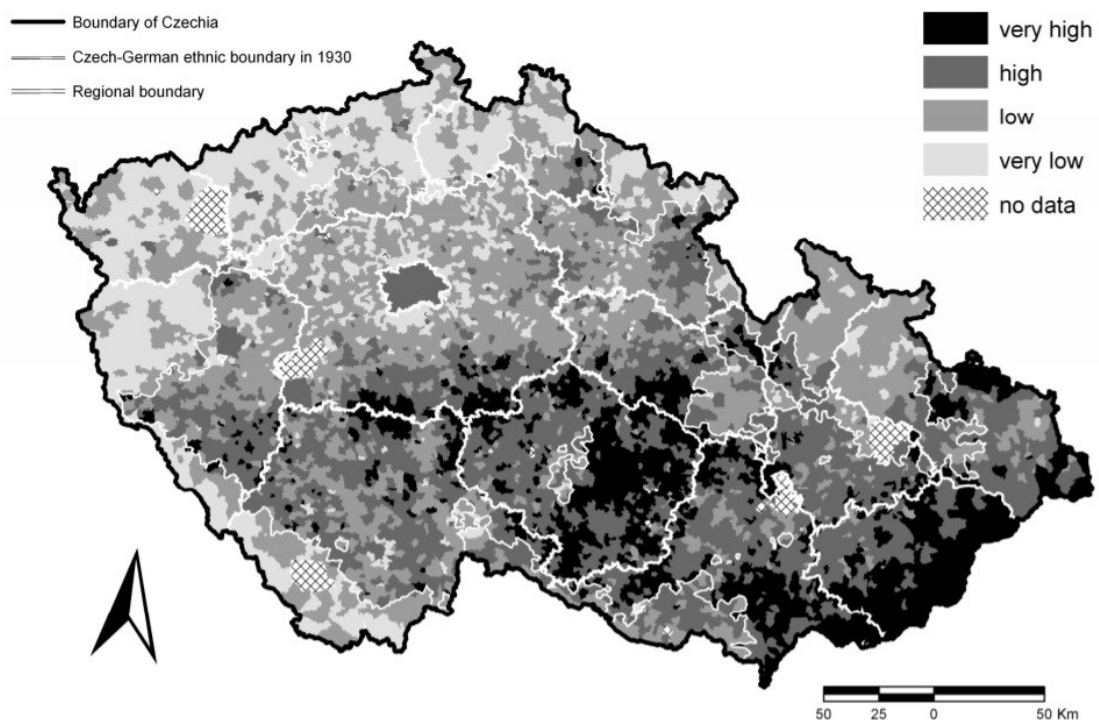 Boundary of Czechia
Czech-German ethnic boundary in 1930
Regional boundary
very high
high
low
very low
no data
50 25 0 50 Km